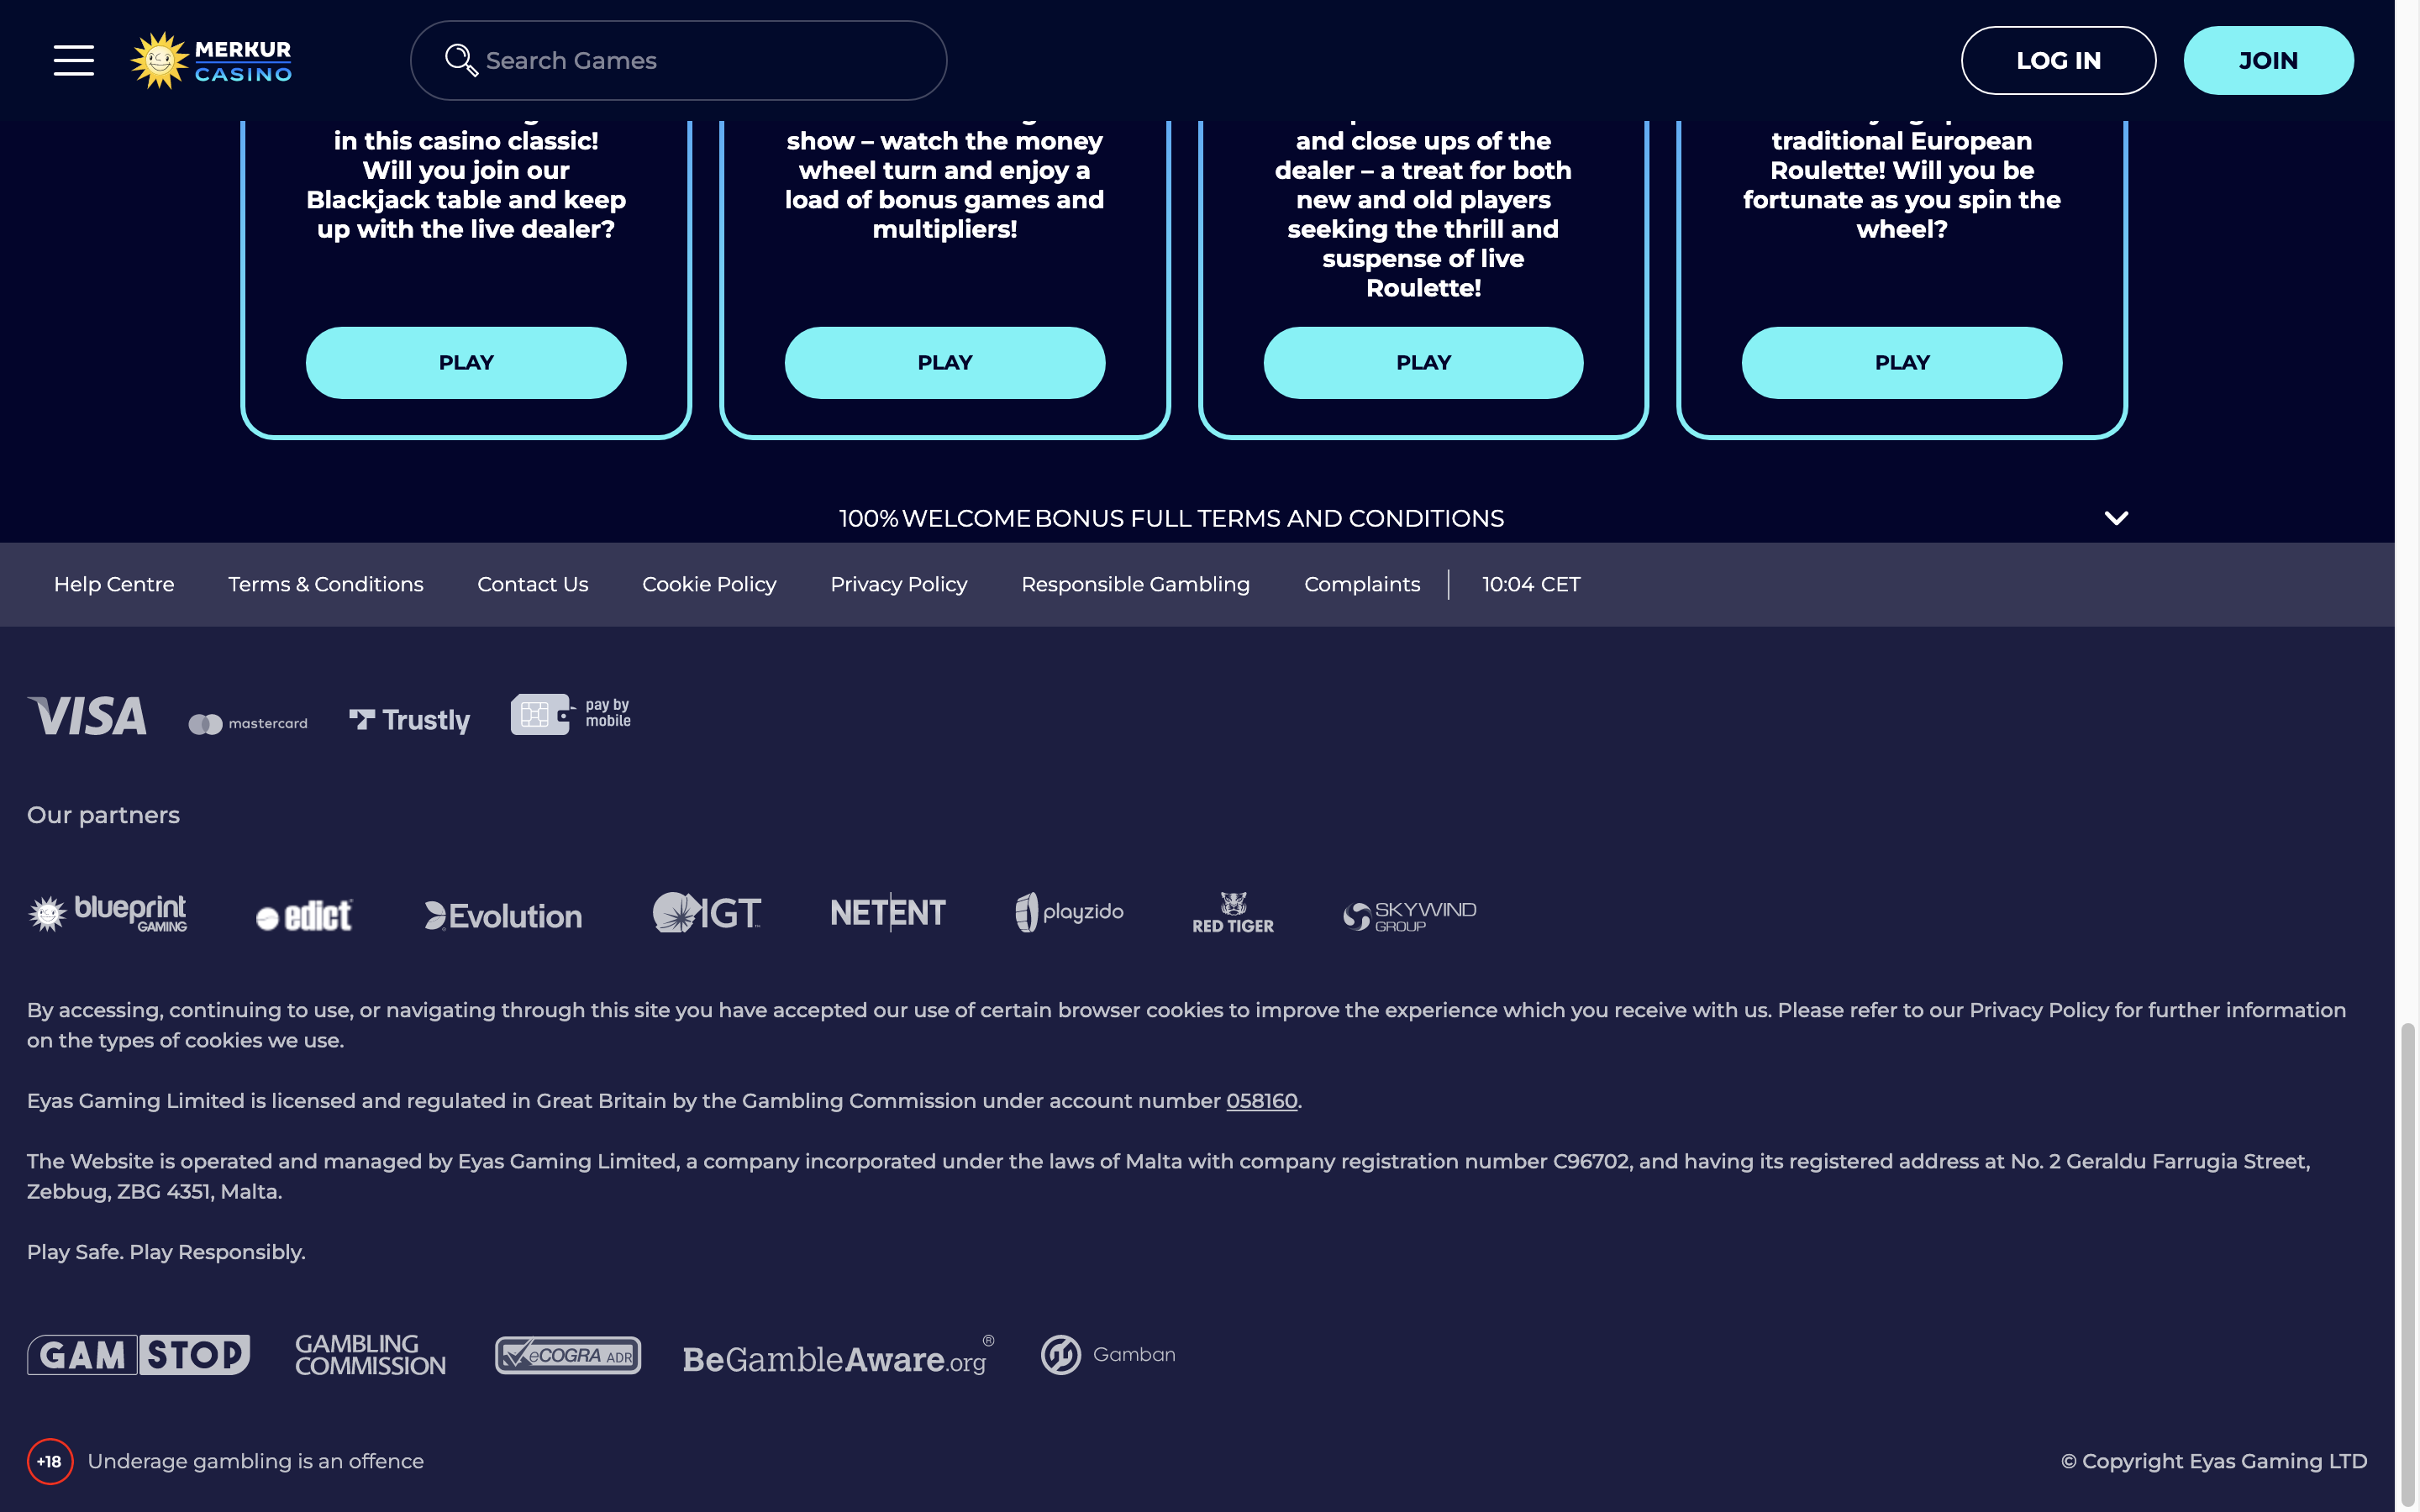 MERKUR
CASINO
Search Games
LOG IN
JOIN
in this casino classic!
Will you join our
Blackjack table and keep
up with the live dealer?
PLAY
show – watch the money
wheel turn and enjoy a
load of bonus games and
multipliers!
PLAY
and close ups of the
dealer – a treat for both
new and old players
seeking the thrill and
suspense of live
Roulette!
PLAY
traditional European
Roulette! Will you be
fortunate as you spin the
wheel?
PLAY
100% WELCOME BONUS FULL TERMS AND CONDITIONS
Help Centre
Terms & Conditions
Contact Us
Cookie Policy
Privacy Policy
Responsible Gambling
Complaints
10:04 CET
VISA
mastercard
Trustly
pay by
mobile
Our partners
blueprint
GAMING
edict
Evolution
IGT
NETENT
playzido
RED TIGER
SKYWIND
GROUP
By accessing, continuing to use, or navigating through this site you have accepted our use of certain browser cookies to improve the experience which you receive with us. Please refer to our Privacy Policy for further information
on the types of cookies we use.
Eyas Gaming Limited is licensed and regulated in Great Britain by the Gambling Commission under account number 058160.
The Website is operated and managed by Eyas Gaming Limited, a company incorporated under the laws of Malta with company registration number C96702, and having its registered address at No. 2 Geraldu Farrugia Street,
Zebbug, ZBG 4351, Malta.
Play Safe. Play Responsibly.
GAMSTOP
GAMBLING
COMMISSION
eCOGRA ADR
BeGambleAware.org®
Gamban
+18
Underage gambling is an offence
© Copyright Eyas Gaming LTD